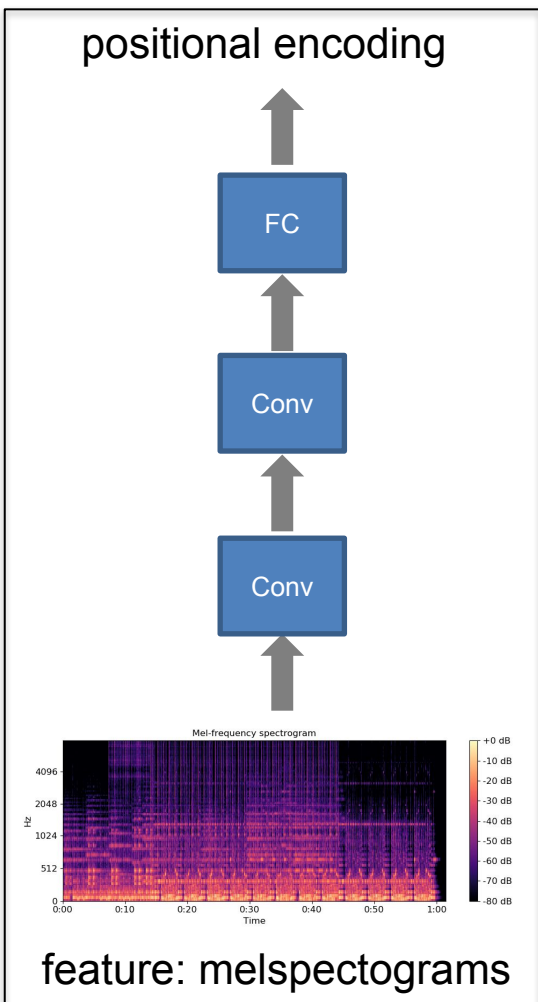 positional encoding
FC
Conv
Conv
Mel-frequency spectrogram
+0 dB
-10 dB
-20 dB
-30 dB
-40 dB
-50 dB
-60 dB
-70 dB
-80 dB
4096
2048
1024
512
0
Hz
0:00 0:10 0:20 0:30 0:40 0:50 1:00
Time
feature: melspectograms